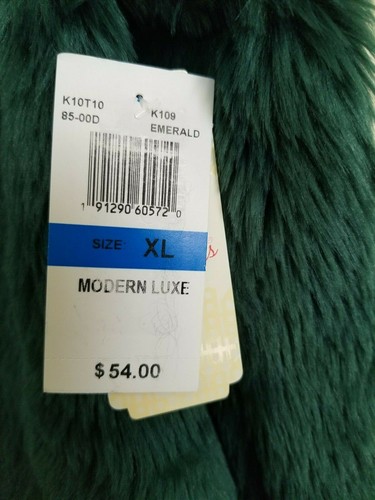 K10T10
85-00D
K109
EMERALD
1 91290 60572 0
SIZE XL
MODERN LUXE
$54.00